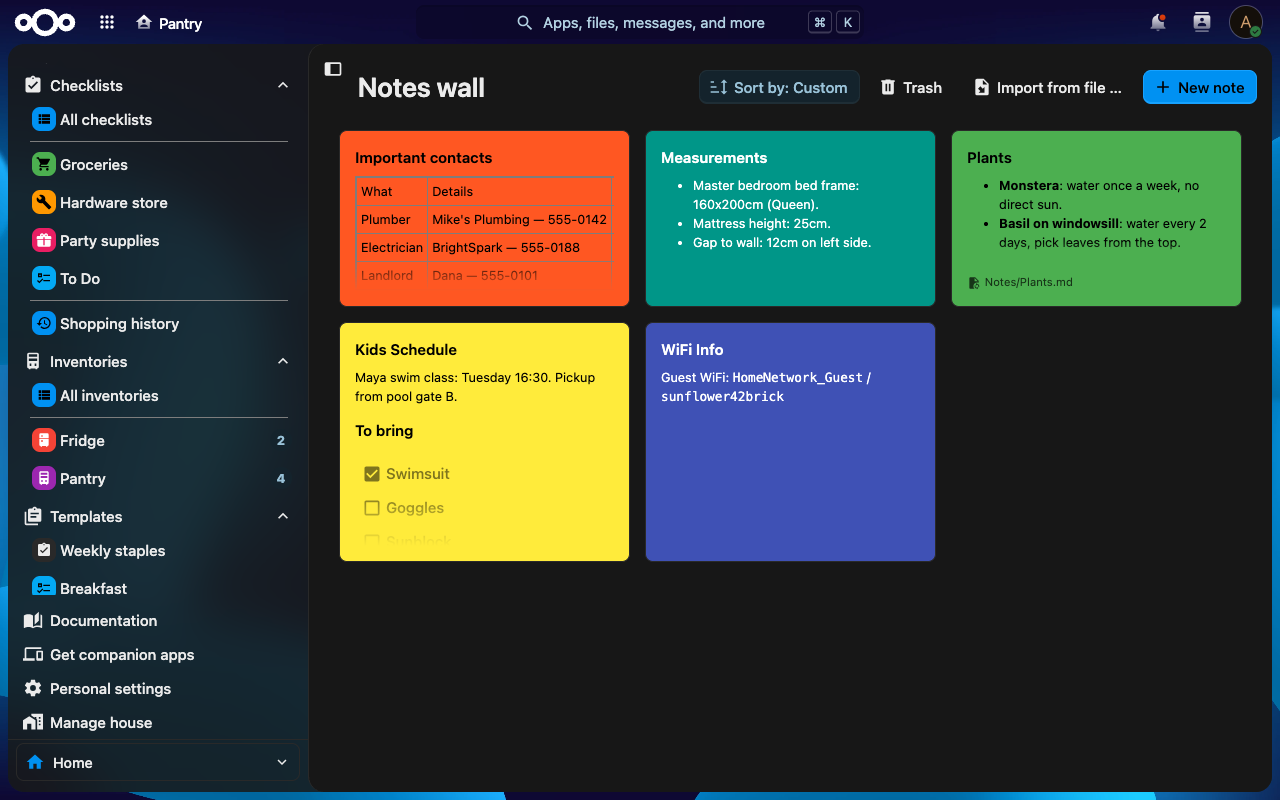 Pantry
Apps, files, messages, and more
⌘ K
A
Checklists
All checklists
Groceries
Hardware store
Party supplies
To Do
Shopping history
Inventories
All inventories
Fridge 2
Pantry 4
Templates
Weekly staples
Breakfast
Documentation
Get companion apps
Personal settings
Manage house
Home
Notes wall
Sort by: Custom
Trash
Import from file ...
New note
Important contacts
What Details
Plumber Mike's Plumbing — 555-0142
Electrician BrightSpark — 555-0188
Landlord Dana — 555-0101
Measurements
• Master bedroom bed frame:
160x200cm (Queen).
• Mattress height: 25cm.
• Gap to wall: 12cm on left side.
Plants
• Monstera: water once a week, no
direct sun.
• Basil on windowsill: water every 2
days, pick leaves from the top.
Notes/Plants.md
Kids Schedule
Maya swim class: Tuesday 16:30. Pickup
from pool gate B.
To bring
Swimsuit
Goggles
Sunblock
WiFi Info
Guest WiFi: HomeNetwork_Guest /
sunflower42brick